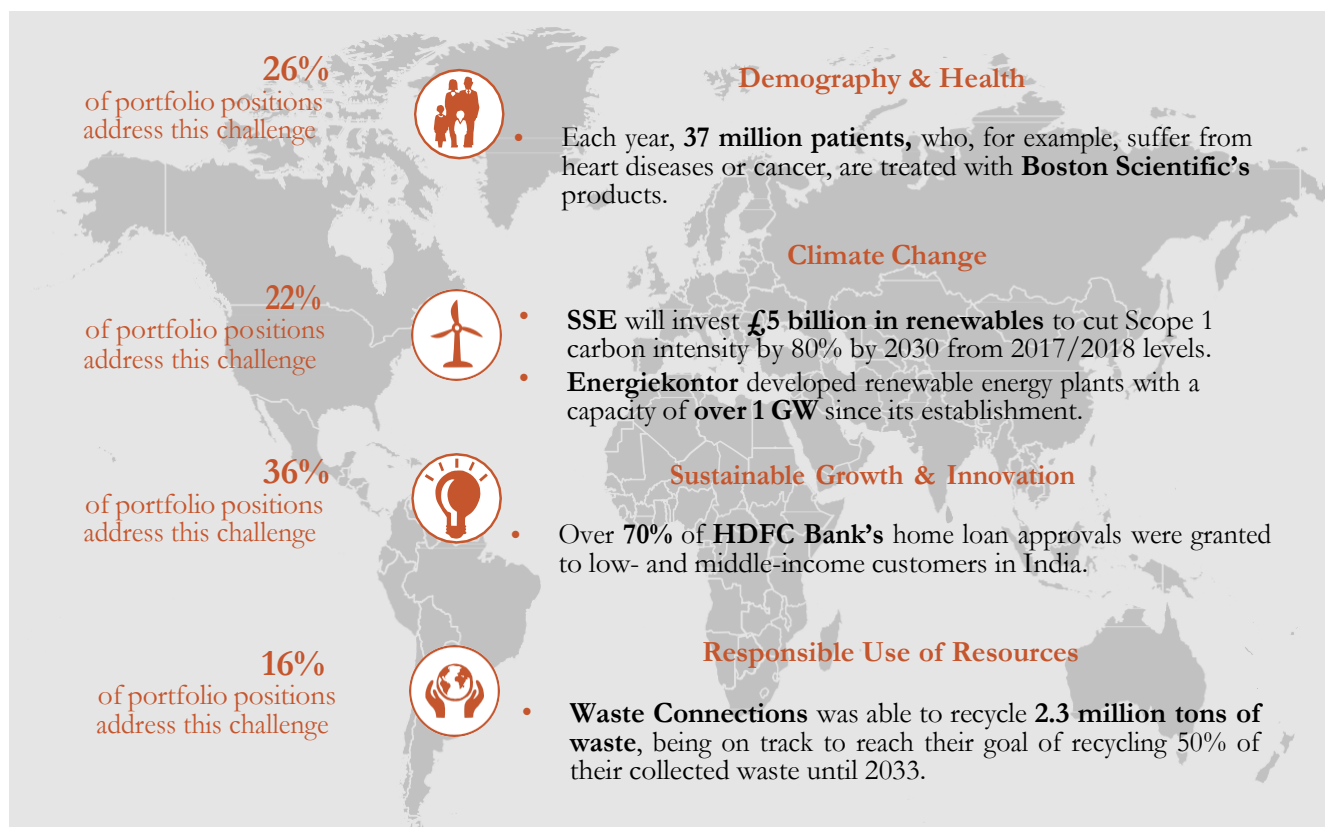 26%
of portfolio positions
address this challenge
Demography & Health
• Each year, 37 million patients, who, for example, suffer from
heart diseases or cancer, are treated with Boston Scientific’s
products.
22%
of portfolio positions
address this challenge
Climate Change
• SSE will invest £5 billion in renewables to cut Scope 1
carbon intensity by 80% by 2030 from 2017/2018 levels.
• Energiekontor developed renewable energy plants with a
capacity of over 1 GW since its establishment.
36%
of portfolio positions
address this challenge
Sustainable Growth & Innovation
• Over 70% of HDFC Bank’s home loan approvals were granted
to low- and middle-income customers in India.
16%
of portfolio positions
address this challenge
Responsible Use of Resources
• Waste Connections was able to recycle 2.3 million tons of
waste, being on track to reach their goal of recycling 50% of
their collected waste until 2033.